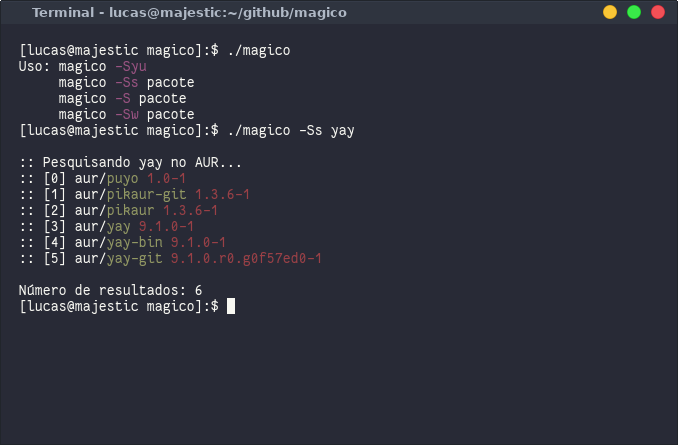 Terminal - lucas@majestic:~/github/magico
[lucas@majestic magico]:$ ./magico
Uso: magico -Syu
magico -Ss pacote
magico -S pacote
magico -Sw pacote
[lucas@majestic magico]:$ ./magico -Ss yay
:: Pesquisando yay no AUR...
:: [0] aur/puyo 1.0-1
:: [1] aur/pikaur-git 1.3.6-1
:: [2] aur/pikaur 1.3.6-1
:: [3] aur/yay 9.1.0-1
:: [4] aur/yay-bin 9.1.0-1
:: [5] aur/yay-git 9.1.0.r0.g0f57ed0-1
Número de resultados: 6
[lucas@majestic magico]:$